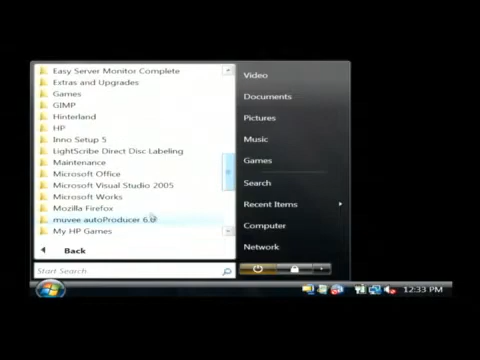 Easy Server Monitor Complete
Extras and Upgrades
Games
GIMP
Hinterland
HP
Inno Setup 5
LightScribe Direct Disc Labeling
Maintenance
Microsoft Office
Microsoft Visual Studio 2005
Microsoft Works
Mozilla Firefox
muvee autoProducer 6.0
My HP Games
Back
Start Search
Video
Documents
Pictures
Music
Games
Search
Recent Items
Computer
Network
12:33 PM